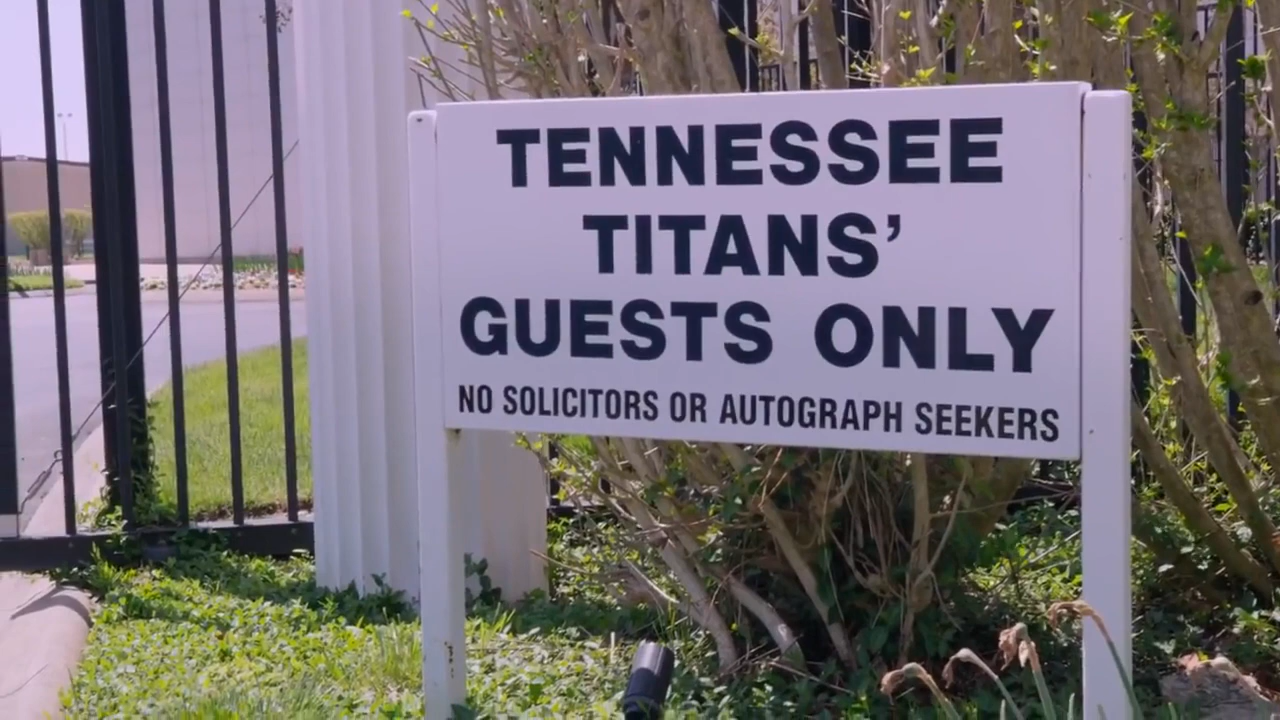 TENNESSEE
TITANS’
GUESTS ONLY
NO SOLICITORS OR AUTOGRAPH SEEKERS